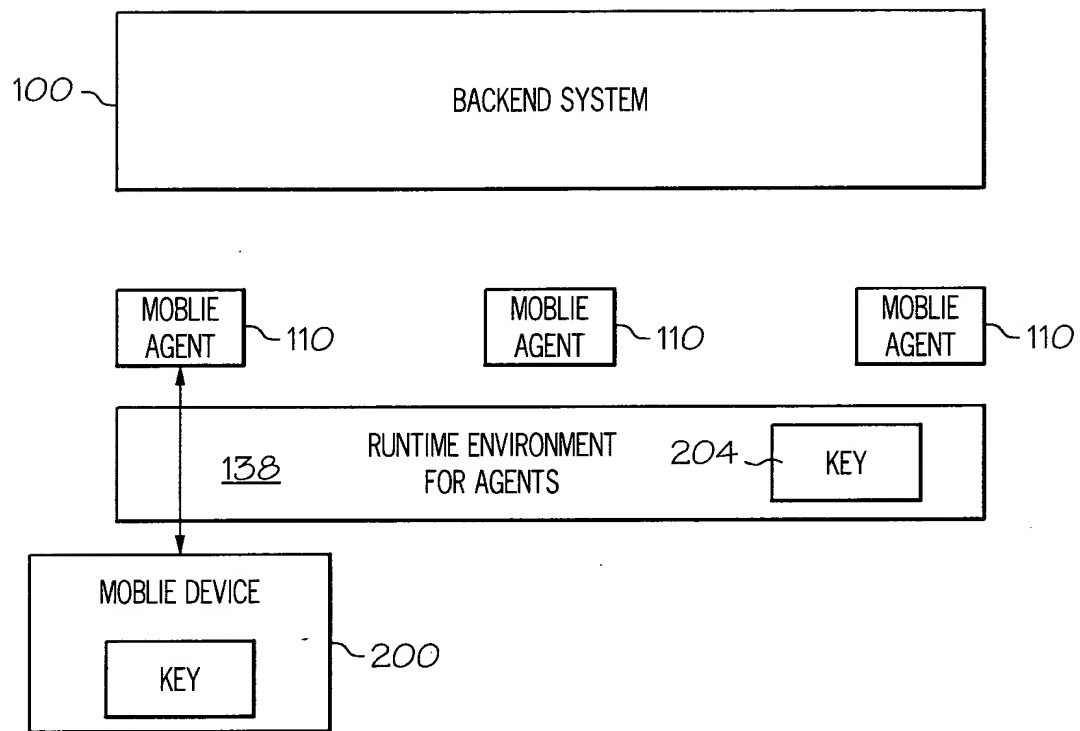 100
BACKEND SYSTEM
MOBLIE
AGENT
110
MOBLIE
AGENT
110
MOBLIE
AGENT
110
138
RUNTIME ENVIRONMENT
FOR AGENTS
204
KEY
MOBLIE DEVICE
KEY
200